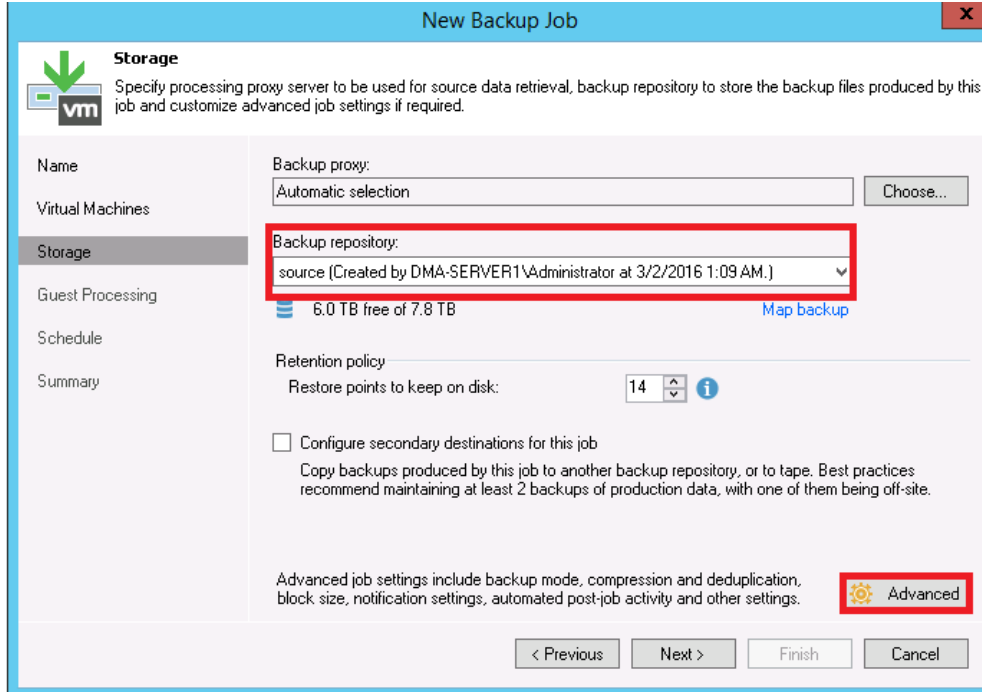 New Backup Job
x
Storage
Specify processing proxy server to be used for source data retrieval, backup repository to store the backup files produced by this
job and customize advanced job settings if required.
vm
Name
Virtual Machines
Storage
Guest Processing
Schedule
Summary
Backup proxy:
Automatic selection
Choose...
Backup repository:
source (Created by DMA-SERVER1\Administrator at 3/2/2016 1:09 AM.)
6.0 TB free of 7.8 TB
Map backup
Retention policy
Restore points to keep on disk:
14
Configure secondary destinations for this job
Copy backups produced by this job to another backup repository, or to tape. Best practices
recommend maintaining at least 2 backups of production data, with one of them being off-site.
Advanced job settings include backup mode, compression and deduplication,
block size, notification settings, automated post-job activity and other settings.
Advanced
< Previous
Next >
Finish
Cancel